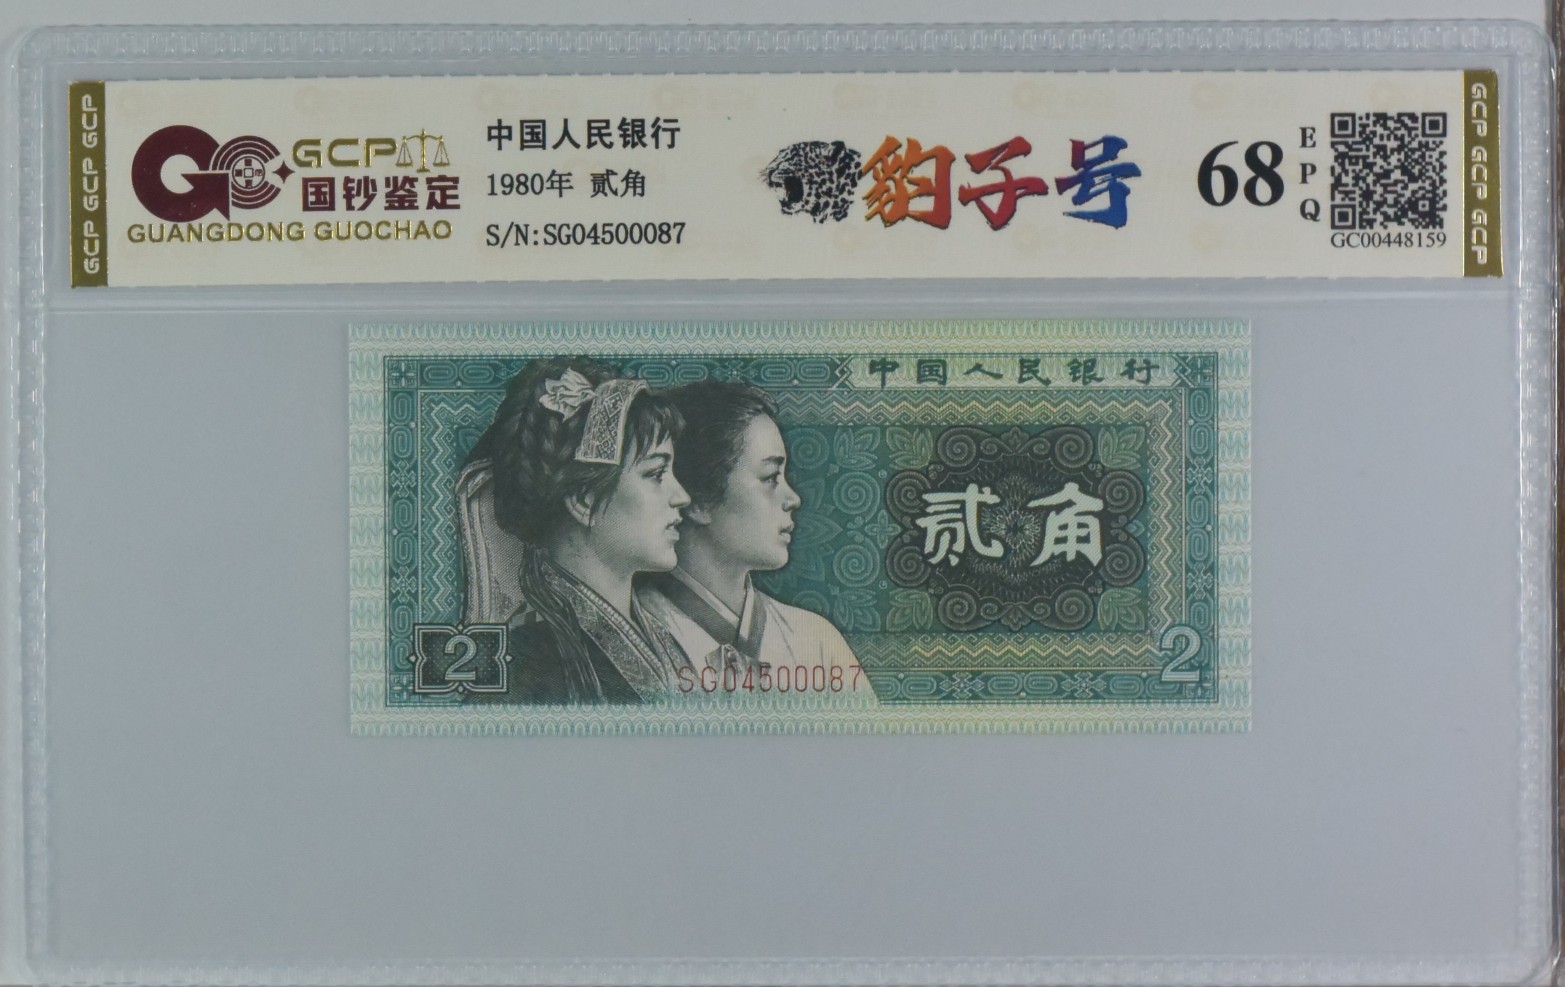 GCP GCP GCP
GCP
国钞鉴定
GUANGDONG GUOCHAO
中国人民银行
1980年 贰角
S/N:SG04500087
豹子号
68
EPQ
GC00448159
GCP GCP GCP
中国人民银行
贰角
2
2
SG04500087